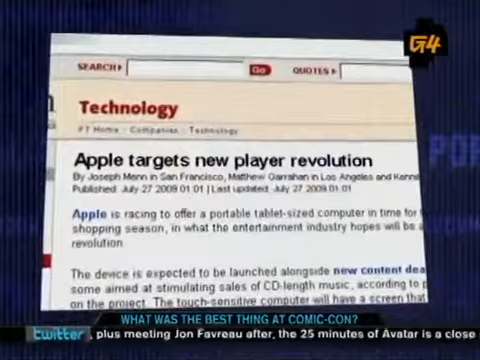 G4
SEARCH
Go
QUOTES
Technology
FT Home Companies Technology
Apple targets new player revolution
By Joseph Menn in San Francisco, Matthew Garrahan in Los Angeles and
Published: July 27 2009 01:01 | Last updated: July 27 2009 01:01
Apple is racing to offer a portable tablet-sized computer in time for
shopping season, in what the entertainment industry hopes will be a
revolution.
The device is expected to be launched alongside new content
some aimed at stimulating sales of CD-length music, according to
on the project. The touch-sensitive computer will have a screen that
WHAT WAS THE BEST THING AT COMIC-CON?
twitter , plus meeting Jon Favreau after, the 25 minutes of Avatar is a close